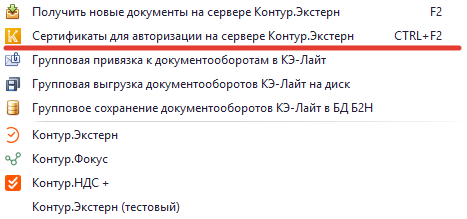 Получить новые документы на сервере Контур.Экстерн F2
Сертификаты для авторизации на сервере Контур.Экстерн CTRL+F2
Групповая привязка к документооборотам в КЭ-Лайт
Групповая выгрузка документооборотов КЭ-Лайт на диск
Групповое сохранение документооборотов КЭ-Лайт в БД Б2Н
Контур.Экстерн
Контур.Фокус
Контур.НДС +
Контур.Экстерн (тестовый)